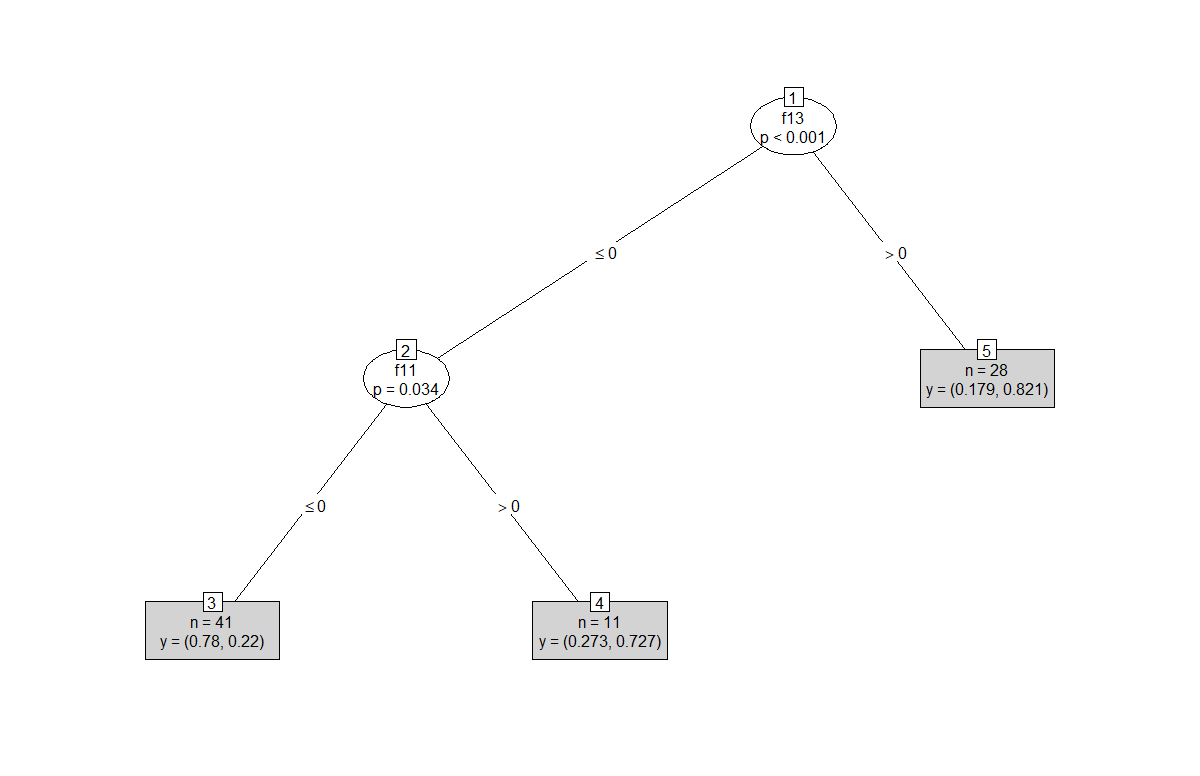 1
f13
p < 0.001
≤ 0
> 0
2
f11
p = 0.034
5
n = 28
y = (0.179, 0.821)
≤ 0
> 0
3
n = 41
y = (0.78, 0.22)
4
n = 11
y = (0.273, 0.727)